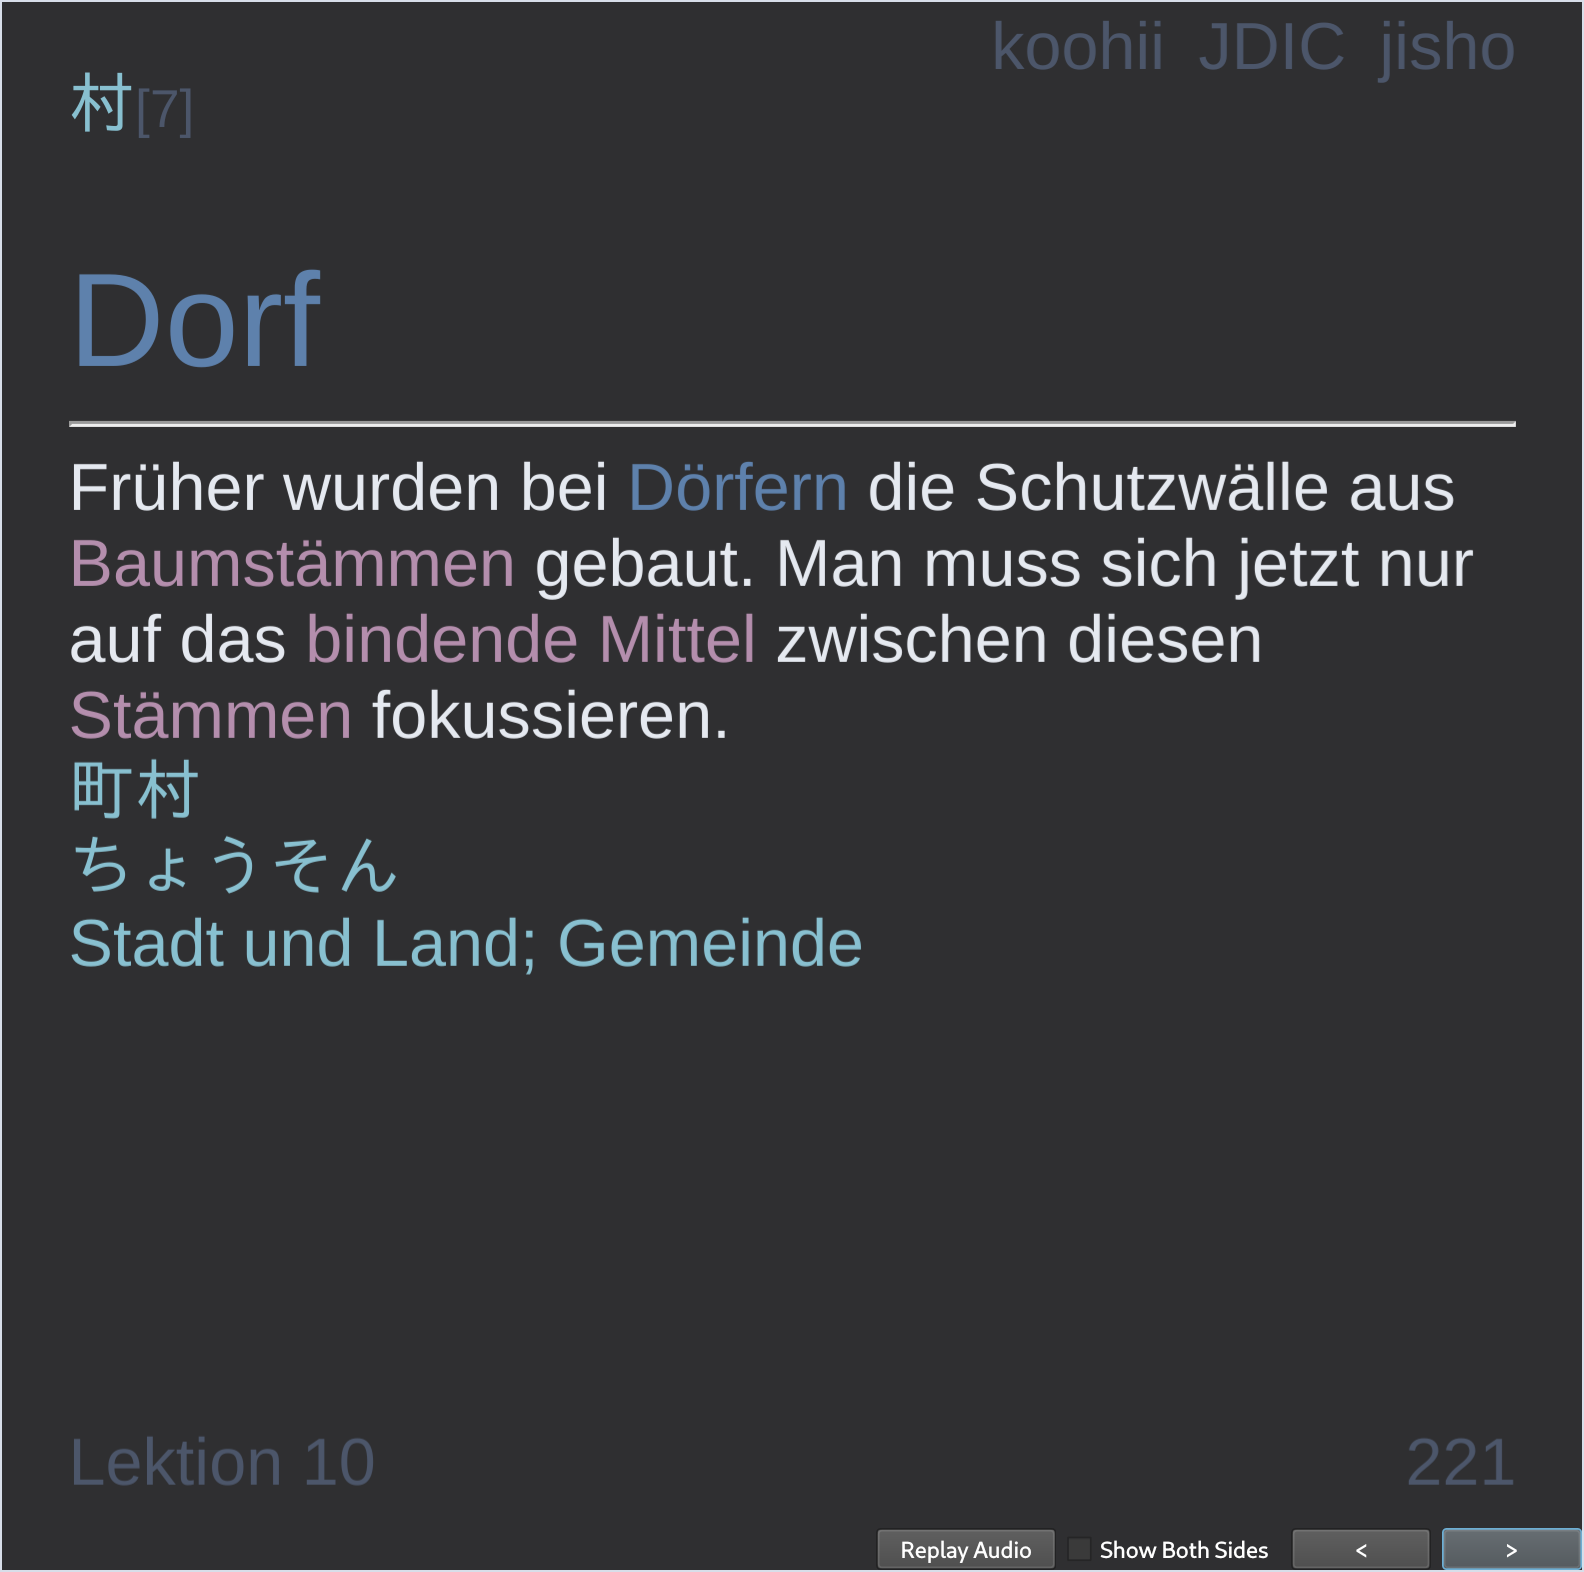 koohii JDIC jisho
村[7]
Dorf
Früher wurden bei Dörfern die Schutzwälle aus
Baumstämmen gebaut. Man muss sich jetzt nur
auf das bindende Mittel zwischen diesen
Stämmen fokussieren.
町村
ちょうそん
Stadt und Land; Gemeinde
Lektion 10 221
Replay Audio Show Both Sides < >